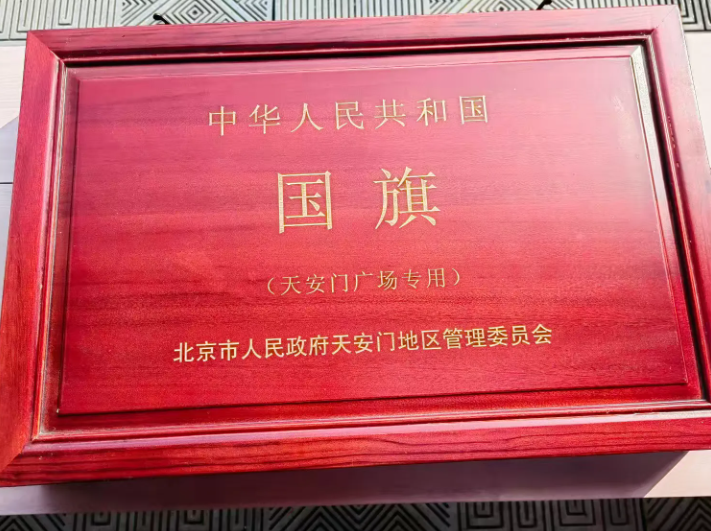 中华人民共和国
国旗
（天安门广场专用）
北京市人民政府天安门地区管理委员会